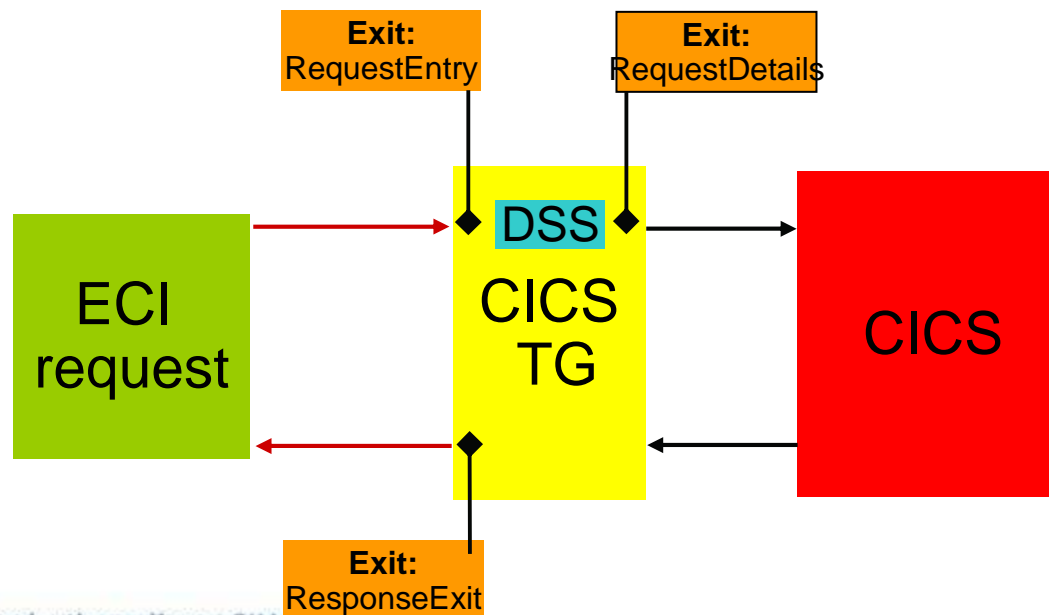 Exit:
RequestEntry
Exit:
RequestDetails
DSS
ECI
request
CICS
TG
CICS
Exit:
ResponseExit